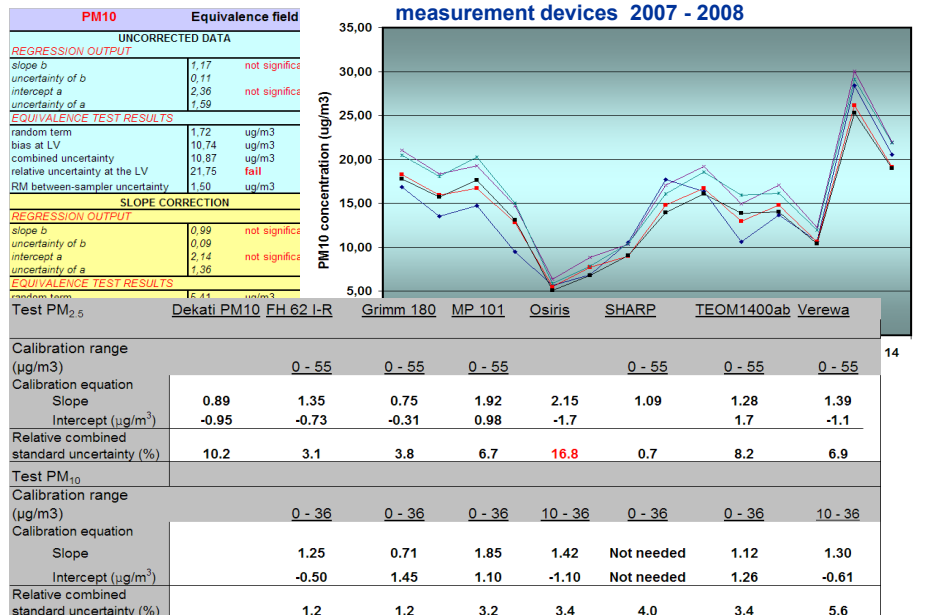 PM10 Equivalence field
UNCORRECTED DATA
REGRESSION OUTPUT
slope b 1,17 not significa
uncertainty of b 0,11
intercept a 2,36 not significa
uncertainty of a 1,59
EQUIVALENCE TEST RESULTS
random term 1,72 ug/m3
bias at LV 10,74 ug/m3
combined uncertainty 10,87 ug/m3
relative uncertainty at the LV 21,75 fail
RM between-sampler uncertainty 1,50 ug/m3
SLOPE CORRECTION
REGRESSION OUTPUT
slope b 0,99 not significa
uncertainty of b 0,09
intercept a 2,14 not significa
uncertainty of a 1,36
EQUIVALENCE TEST RESULTS
random term 5,41 ug/m3
measurement devices 2007 - 2008
PM10 concentration (ug/m3)
35,00
30,00
25,00
20,00
15,00
10,00
5,00
14
Test PM2.5 Dekati PM10 FH 62 I-R Grimm 180 MP 101 Osiris SHARP TEOM1400ab Verewa
Calibration range
(µg/m3) 0 - 55 0 - 55 0 - 55 0 - 55 0 - 55 0 - 55
Calibration equation
Slope 0.89 1.35 0.75 1.92 2.15 1.09 1.28 1.39
Intercept (µg/m3) -0.95 -0.73 -0.31 0.98 -1.7 1.7 -1.1
Relative combined
standard uncertainty (%) 10.2 3.1 3.8 6.7 16.8 0.7 8.2 6.9
Test PM10
Calibration range
(µg/m3) 0 - 36 0 - 36 0 - 36 10 - 36 0 - 36 0 - 36 10 - 36
Calibration equation
Slope 1.25 0.71 1.85 1.42 Not needed 1.12 1.30
Intercept (µg/m3) -0.50 1.45 1.10 -1.10 Not needed 1.26 -0.61
Relative combined
standard uncertainty (%) 1.2 1.2 3.2 3.4 4.0 3.4 5.6